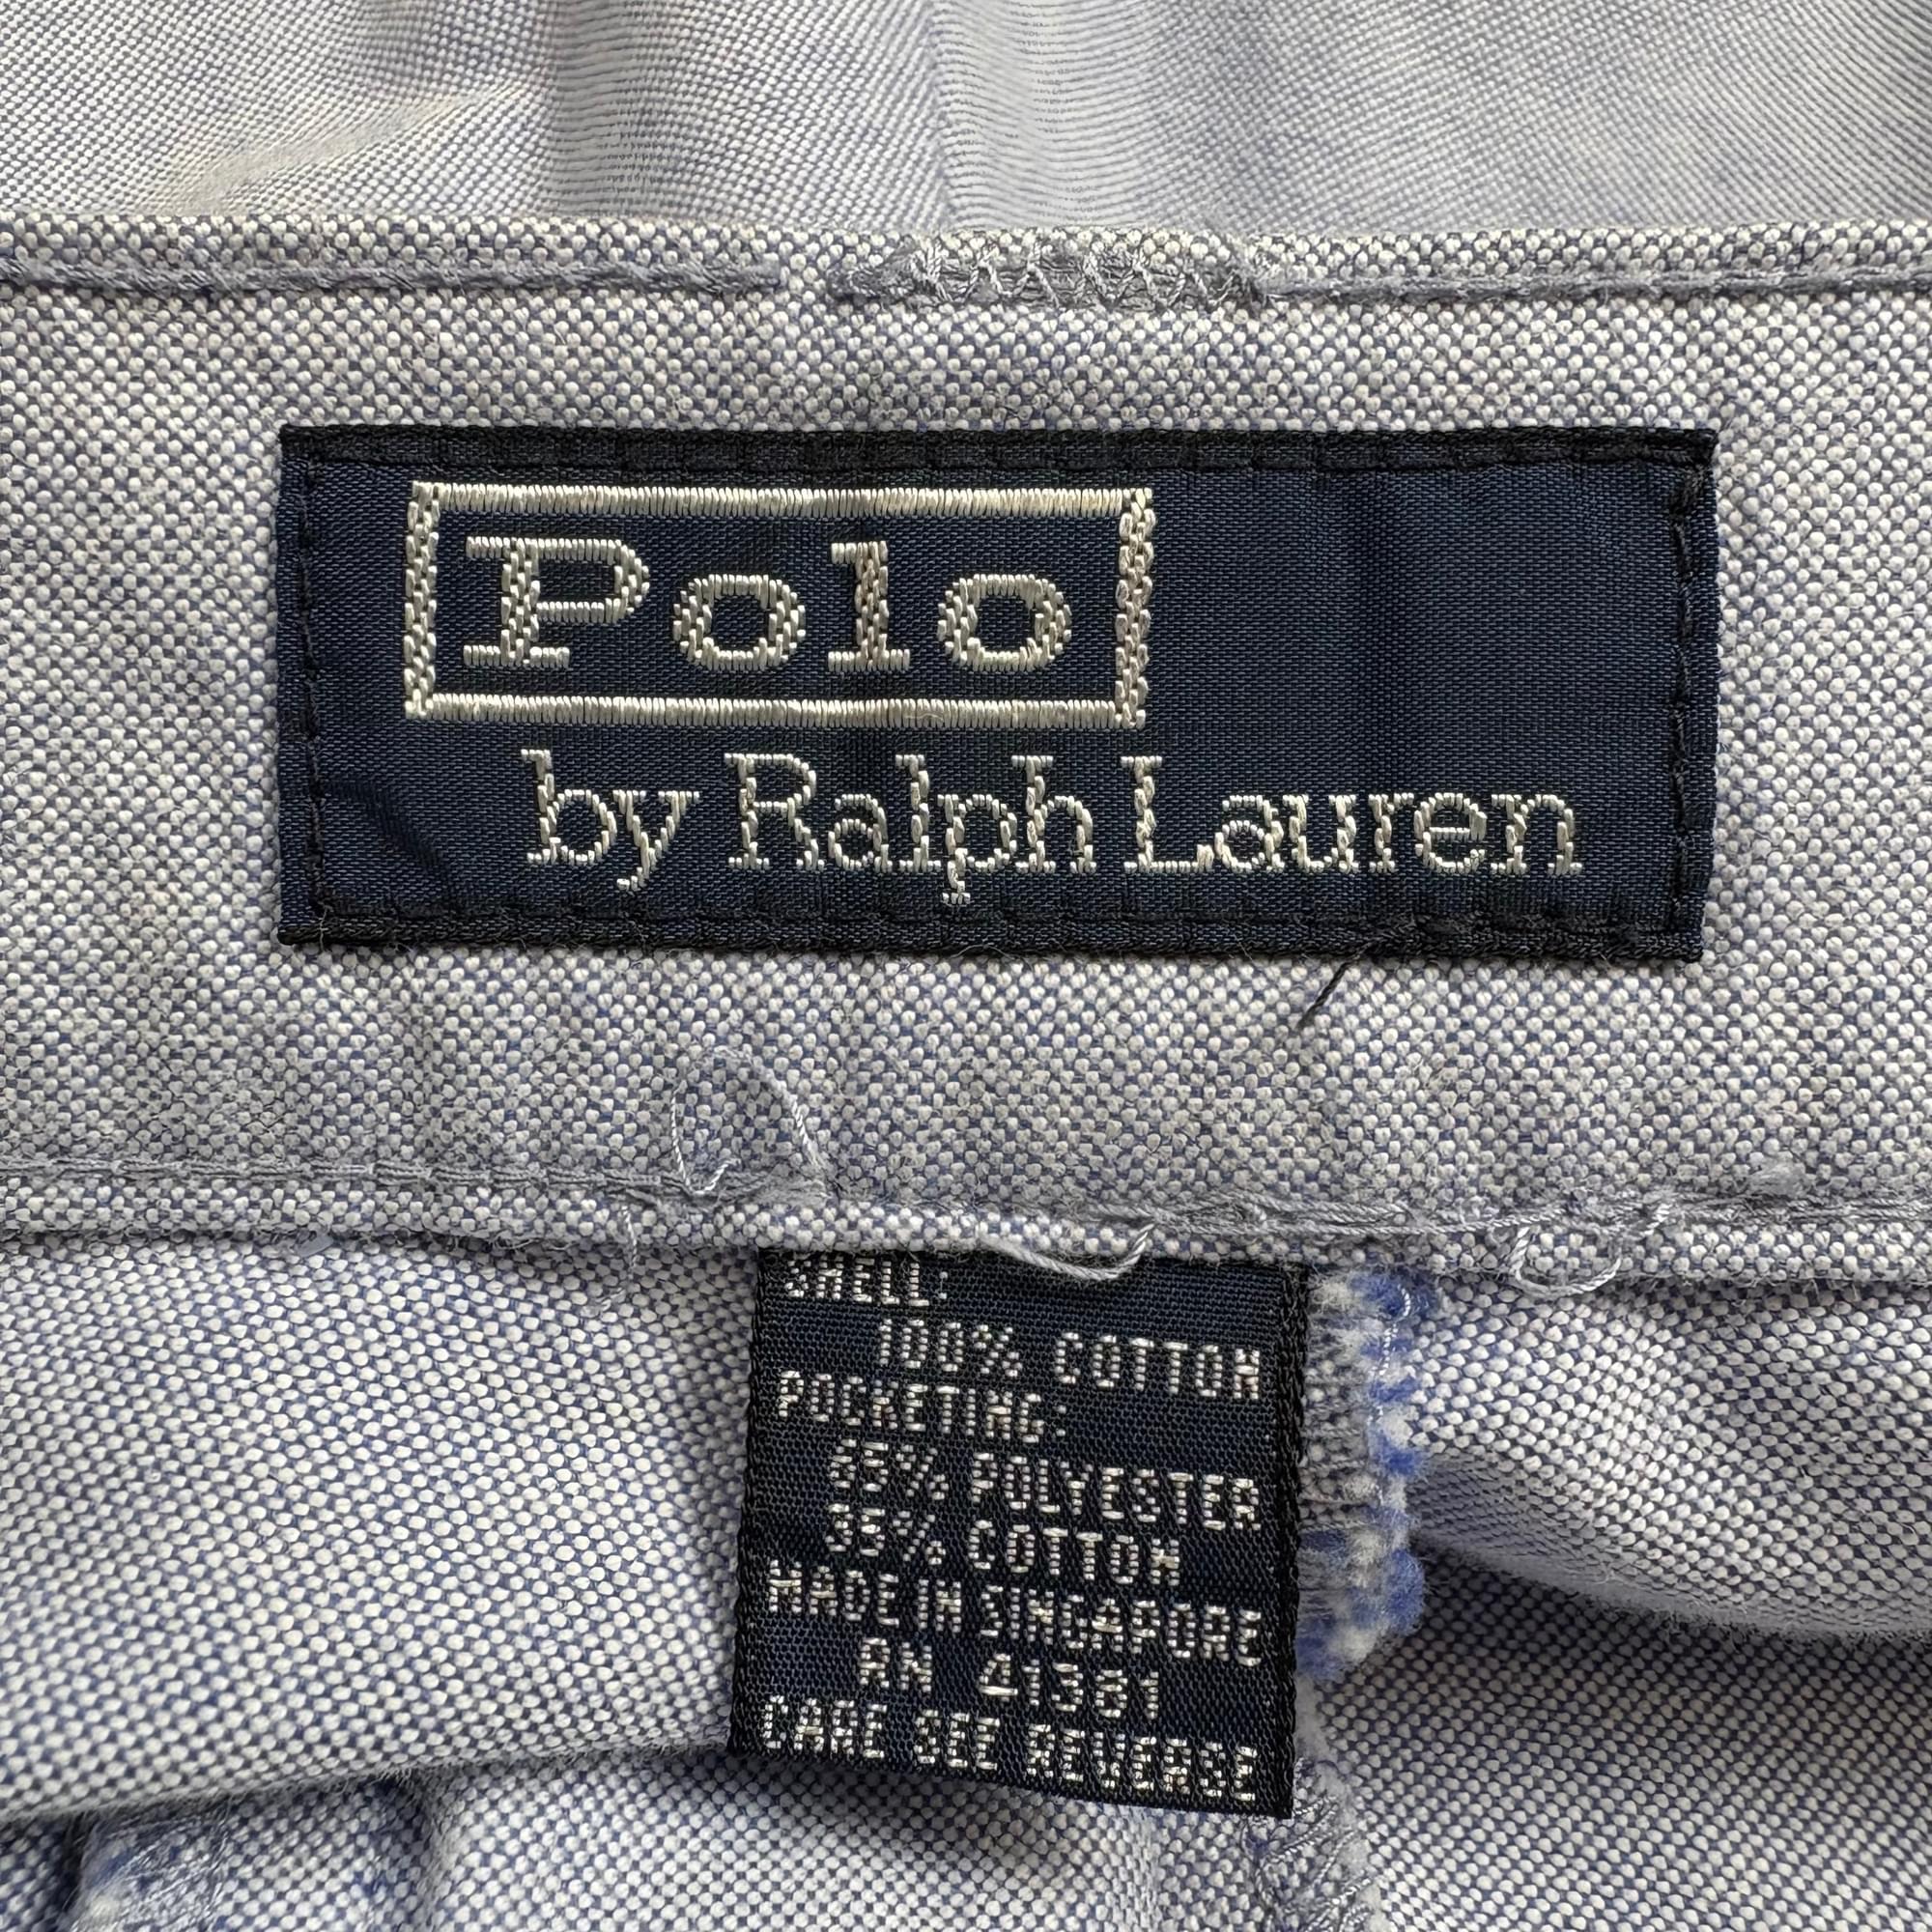 Polo
by Ralph Lauren
SHELL:
100% COTTON
POCKETING:
65% POLYESTER
35% COTTON
MADE IN SINGAPORE
RN 41381
CARE SEE REVERSE